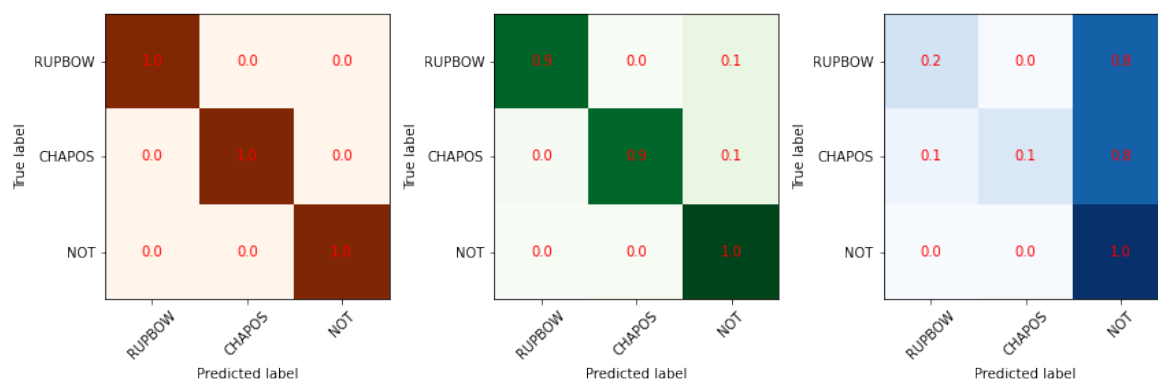 RUPBOW 1.0 0.0 0.0
CHAPOS 0.0 1.0 0.0
NOT 0.0 0.0 1.0
True label
RUPBOW CHAPOS NOT
Predicted label
RUPBOW 0.9 0.0 0.1
CHAPOS 0.0 0.9 0.1
NOT 0.0 0.0 1.0
True label
RUPBOW CHAPOS NOT
Predicted label
RUPBOW 0.2 0.0 0.8
CHAPOS 0.1 0.1 0.8
NOT 0.0 0.0 1.0
True label
RUPBOW CHAPOS NOT
Predicted label